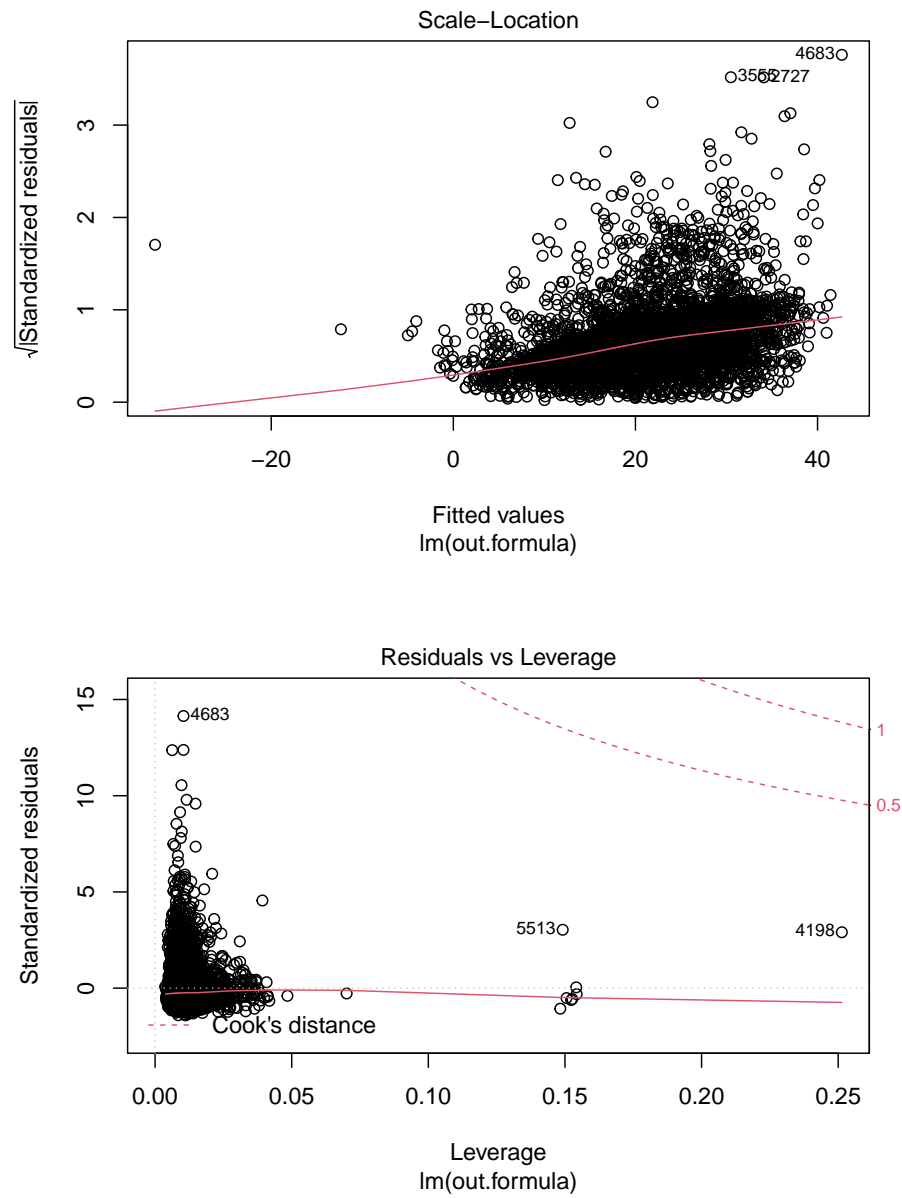 Scale−Location
4683
3555
2727
√|Standardized residuals|
3
2
1
0
−20 0 20 40
Fitted values
lm(out.formula)
Residuals vs Leverage
4683
5513
4198
1
0.5
Standardized residuals
15
10
5
0
Cook's distance
0.00 0.05 0.10 0.15 0.20 0.25
Leverage
lm(out.formula)